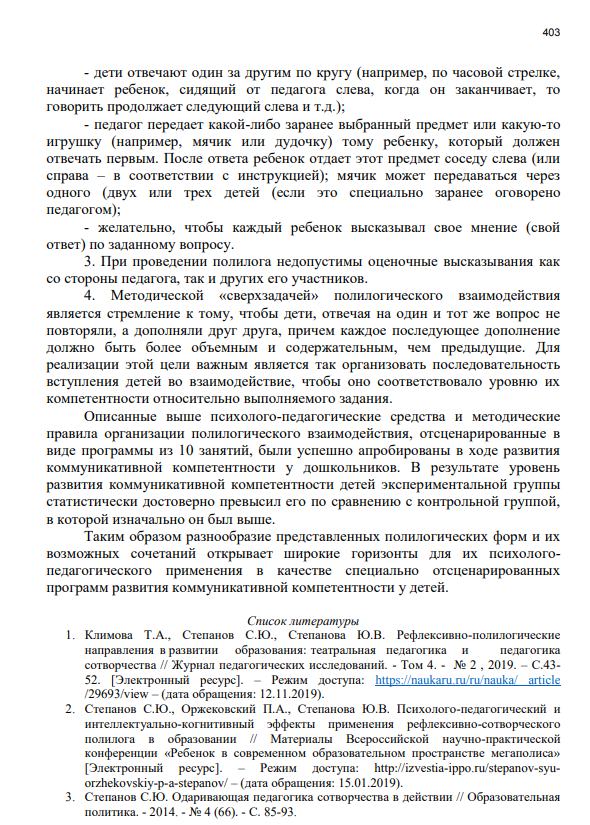 403
- дети отвечают один за другим по кругу (например, по часовой стрелке,
начинает ребенок, сидящий от педагога слева, когда он заканчивает, то
говорить продолжает следующий слева и т.д.);
- педагог передает какой-либо заранее выбранный предмет или какую-то
игрушку (например, мячик или дудочку) тому ребенку, который должен
отвечать первым. После ответа ребенок отдает этот предмет соседу слева (или
справа – в соответствии с инструкцией); мячик может передаваться через
одного (двух или трех детей (если это специально заранее оговорено
педагогом);
- желательно, чтобы каждый ребенок высказывал свое мнение (свой
ответ) по заданному вопросу.
3. При проведении полилога недопустимы оценочные высказывания как
со стороны педагога, так и других его участников.
4. Методической «сверхзадачей» полилогического взаимодействия
является стремление к тому, чтобы дети, отвечая на один и тот же вопрос не
повторяли, а дополняли друг друга, причем каждое последующее дополнение
должно быть более объемным и содержательным, чем предыдущие. Для
реализации этой цели важным является так организовать последовательность
вступления детей во взаимодействие, чтобы оно соответствовало уровню их
компетентности относительно выполняемого задания.
Описанные выше психолого-педагогические средства и методические
правила организации полилогического взаимодействия, отсценарированные в
виде программы из 10 занятий, были успешно апробированы в ходе развития
коммуникативной компетентности у дошкольников. В результате уровень
развития коммуникативной компетентности детей экспериментальной группы
статистически достоверно превысил его по сравнению с контрольной группой,
в которой изначально он был выше.
Таким образом разнообразие представленных полилогических форм и их
возможных сочетаний открывает широкие горизонты для их психолого-
педагогического применения в качестве специально отсценарированных
программ развития коммуникативной компетентности у детей.
Список литературы
1. Климова Т.А., Степанов С.Ю., Степанова Ю.В. Рефлексивно-полилогические
направления в развитии образования: театральная педагогика и педагогика
сотворчества // Журнал педагогических исследований. - Том 4. - № 2 , 2019. – С.43-
52. [Электронный ресурс]. – Режим доступа: https://naukaru.ru/ru/nauka/ article
/29693/view – (дата обращения: 12.11.2019).
2. Степанов С.Ю., Оржековский П.А., Степанова Ю.В. Психолого-педагогический и
интеллектуально-когнитивный эффекты применения рефлексивно-сотворческого
полилога в образовании // Материалы Всероссийской научно-практической
конференции «Ребенок в современном образовательном пространстве мегаполиса»
[Электронный ресурс]. – Режим доступа: http://izvestia-ippo.ru/stepanov-syu-
orzhekovskiy-p-a-stepanov/ – (дата обращения: 15.01.2019).
3. Степанов С.Ю. Одаривающая педагогика сотворчества в действии // Образовательная
политика. - 2014. - № 4 (66). - С. 85-93.